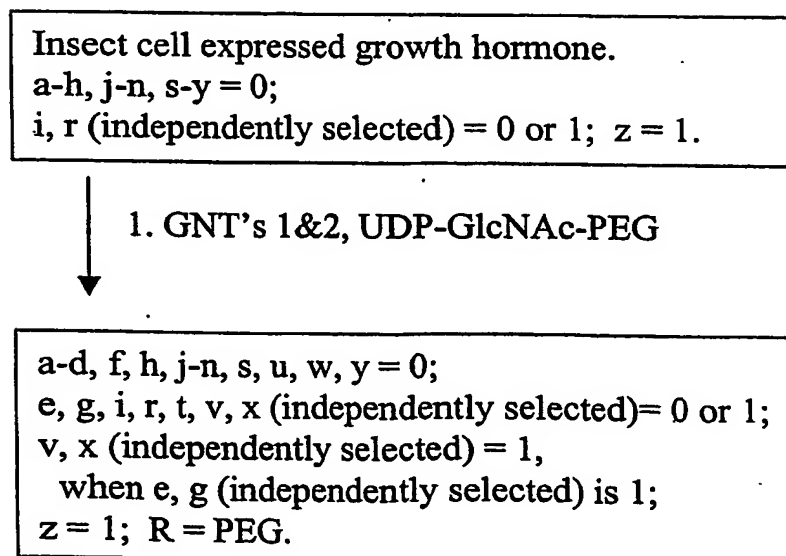 Insect cell expressed growth hormone.
a-h, j-n, s-y = 0;
i, r (independently selected) = 0 or 1; z = 1.
1. GNT's 1&2, UDP-GlcNAc-PEG
a-d, f, h, j-n, s, u, w, y = 0;
e, g, i, r, t, v, x (independently selected)= 0 or 1;
v, x (independently selected) = 1,
when e, g (independently selected) is 1;
z = 1; R = PEG.